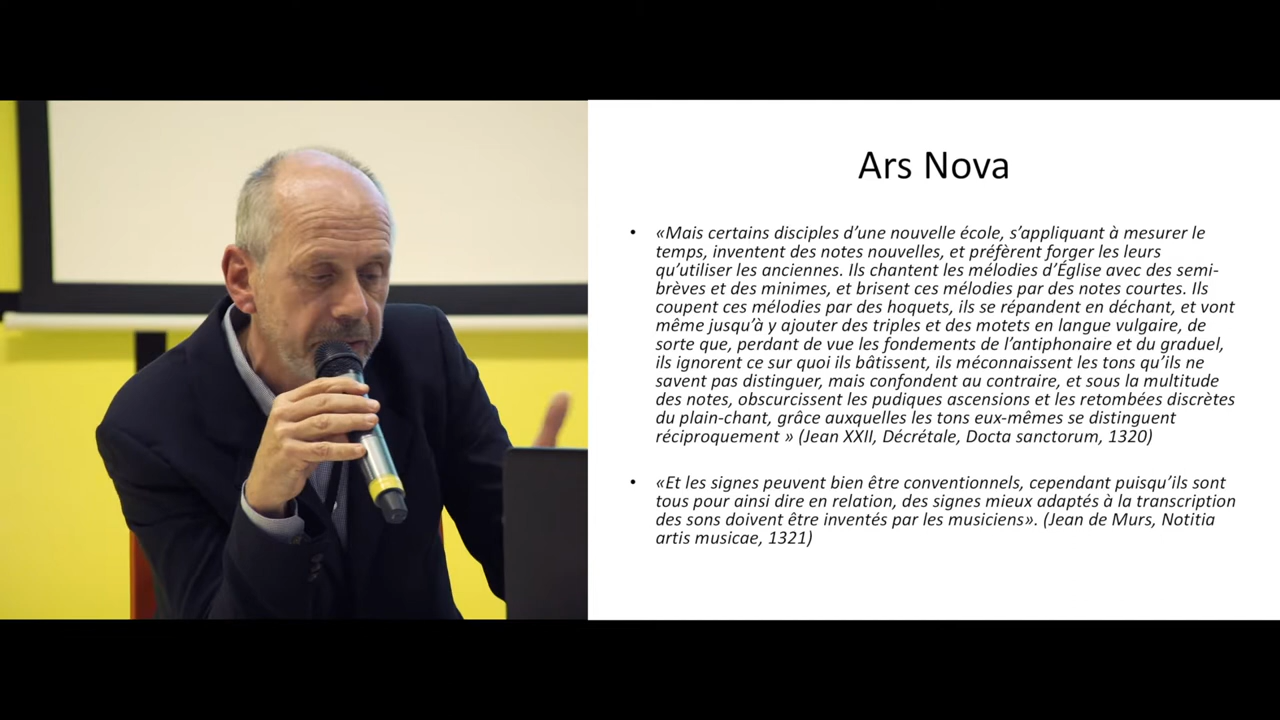 Ars Nova
• «Mais certains disciples d’une nouvelle école, s’appliquant à mesurer le
temps, inventent des notes nouvelles, et préfèrent forger les leurs
qu’utiliser les anciennes. Ils chantent les mélodies d’Église avec des semi-
brèves et des minimes, et brisent ces mélodies par des notes courtes. Ils
coupent ces mélodies par des hoquets, ils se répandent en déchant, et vont
même jusqu’à y ajouter des triples et des motets en langue vulgaire, de
sorte que, perdant de vue les fondements de l’antiphonaire et du graduel,
ils ignorent ce sur quoi ils bâtissent, ils méconnaissent les tons qu’ils ne
savent pas distinguer, mais confondent au contraire, et sous la multitude
des notes, obscurcissent les pudiques ascensions et les retombées discrètes
du plain-chant, grâce auxquelles les tons eux-mêmes se distinguent
réciproquement » (Jean XXII, Décrétale, Docta sanctorum, 1320)
• «Et les signes peuvent bien être conventionnels, cependant puisqu’ils sont
tous pour ainsi dire en relation, des signes mieux adaptés à la transcription
des sons doivent être inventés par les musiciens». (Jean de Murs, Notitia
artis musicae, 1321)